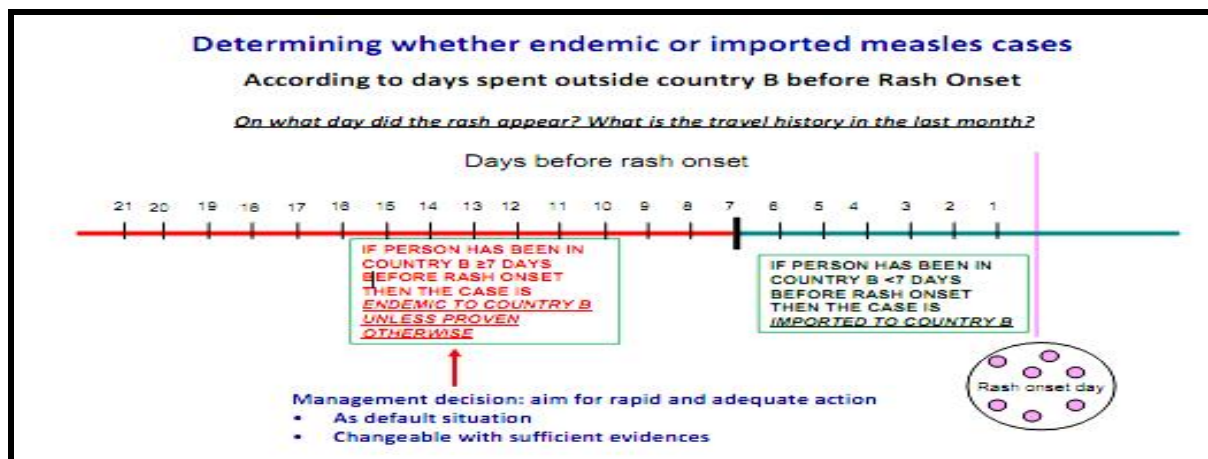 Determining whether endemic or imported measles cases
According to days spent outside country B before Rash Onset
On what day did the rash appear? What is the travel history in the last month?
Days before rash onset
21 20 19 18 17 16 15 14 13 12 11 10 9 8 7 6 5 4 3 2 1
IF PERSON HAS BEEN IN
COUNTRY B ≥7 DAYS
BEFORE RASH ONSET
THEN THE CASE IS
ENDEMIC TO COUNTRY B
UNLESS PROVEN
OTHERWISE
IF PERSON HAS BEEN IN
COUNTRY B <7 DAYS
BEFORE RASH ONSET
THEN THE CASE IS
IMPORTED TO COUNTRY B
Rash onset day
Management decision: aim for rapid and adequate action
• As default situation
• Changeable with sufficient evidences